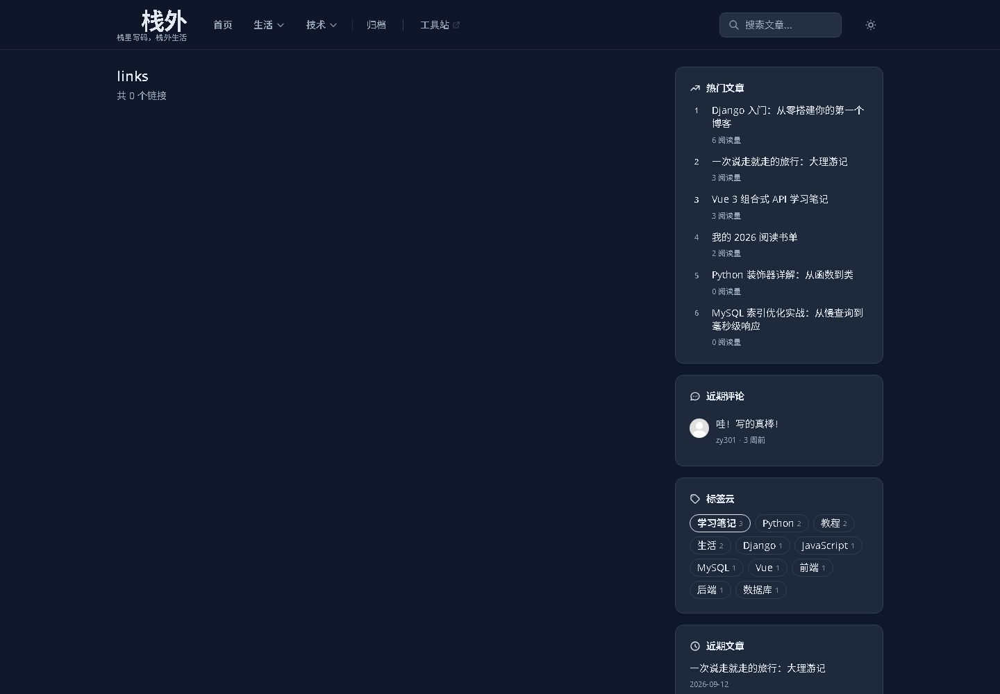 栈外
栈里写码，栈外生活
首页
生活
技术
归档
工具站
搜索文章...
links
共 0 个链接
热门文章
1
Django 入门：从零搭建你的第一个
博客
6 阅读量
2
一次说走就走的旅行：大理游记
3 阅读量
3
Vue 3 组合式 API 学习笔记
3 阅读量
4
我的 2026 阅读书单
2 阅读量
5
Python 装饰器详解：从函数到类
0 阅读量
6
MySQL 索引优化实战：从慢查询到
毫秒级响应
0 阅读量
近期评论
哇！写的真棒！
zy301 · 3 周前
标签云
学习笔记 3
Python 2
教程 2
生活 2
Django 1
JavaScript 1
MySQL 1
Vue 1
前端 1
后端 1
数据库 1
近期文章
一次说走就走的旅行：大理游记
2026-09-12